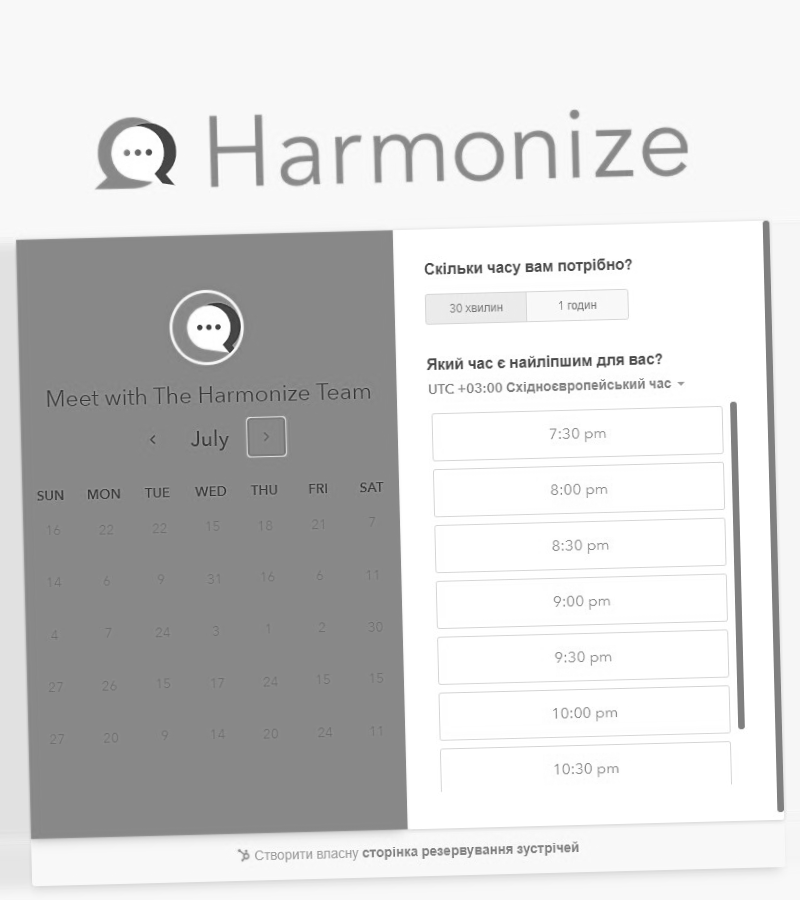 Harmonize
Meet with The Harmonize Team
July
SUN MON TUE WED THU FRI SAT
16 22 22 15 18 21 7
14 6 9 31 16 6 11
4 7 24 3 1 2 30
27 26 15 17 24 15 15
27 20 9 14 20 24 11
Скільки часу вам потрібно?
30 хвилин 1 годин
Який час є найліпшим для вас?
UTC +03:00 Східноєвропейський час
7:30 pm
8:00 pm
8:30 pm
9:00 pm
9:30 pm
10:00 pm
10:30 pm
Створити власну сторінка резервування зустрічей